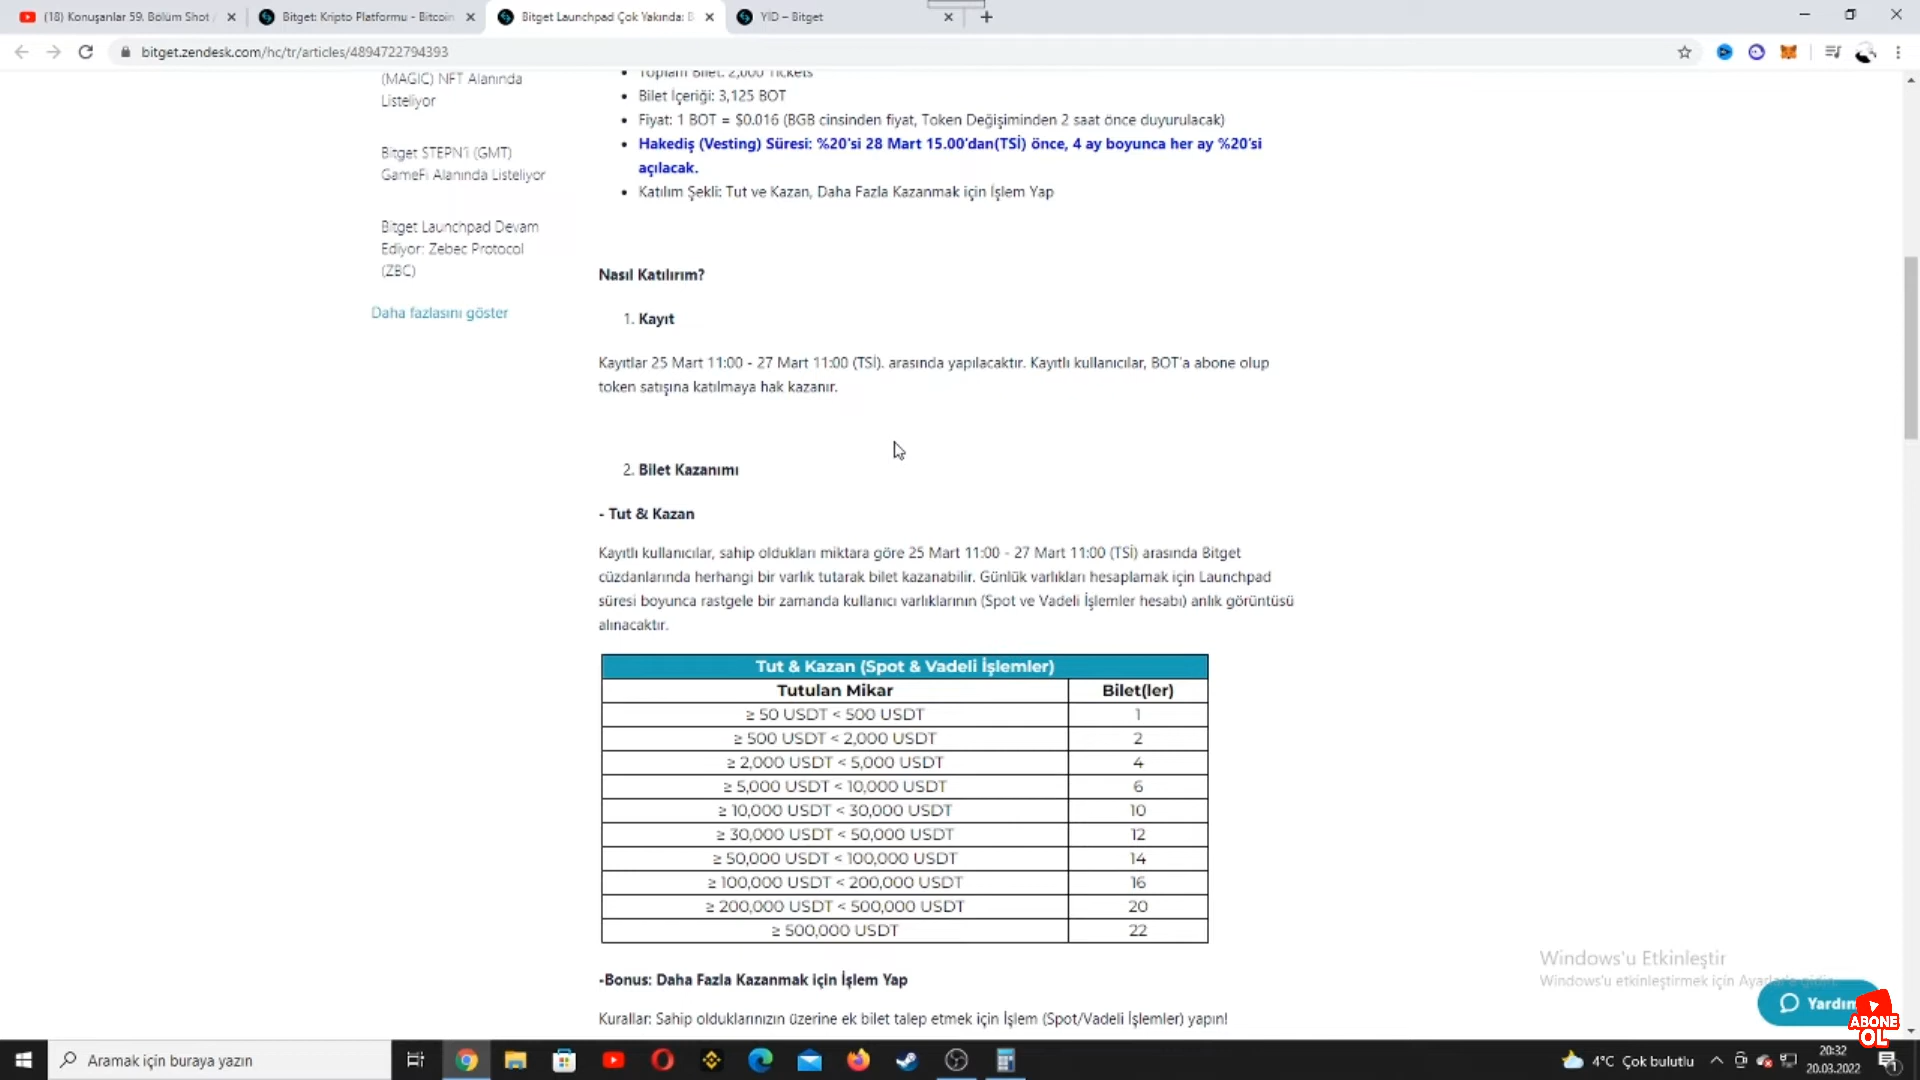 (18) Konuşanlar 59. Bölüm Shot
Bitget: Kripto Platformu - Bitcoin
Bitget Launchpad Çok Yakında: B
YİD – Bitget
bitget.zendesk.com/hc/tr/articles/4894722794393
(MAGIC) NFT Alanında
Listeliyor
Bitget STEPN'i (GMT)
GameFi Alanında Listeliyor
Bitget Launchpad Devam
Ediyor: Zebec Protocol
(ZBC)
Daha fazlasını göster
Toplam Bilet: 2,000 Tickets
Bilet İçeriği: 3,125 BOT
Fiyat: 1 BOT = $0.016 (BGB cinsinden fiyat, Token Değişiminden 2 saat önce duyurulacak)
Hakediş (Vesting) Süresi: %20'si 28 Mart 15.00'dan(TSİ) önce, 4 ay boyunca her ay %20'si
açılacak.
Katılım Şekli: Tut ve Kazan, Daha Fazla Kazanmak için İşlem Yap
Nasıl Katılırım?
1. Kayıt
Kayıtlar 25 Mart 11:00 - 27 Mart 11:00 (TSİ). arasında yapılacaktır. Kayıtlı kullanıcılar, BOT'a abone olup
token satışına katılmaya hak kazanır.
2. Bilet Kazanımı
- Tut & Kazan
Kayıtlı kullanıcılar, sahip oldukları miktara göre 25 Mart 11:00 - 27 Mart 11:00 (TSİ) arasında Bitget
cüzdanlarında herhangi bir varlık tutarak bilet kazanabilir. Günlük varlıkları hesaplamak için Launchpad
süresi boyunca rastgele bir zamanda kullanıcı varlıklarının (Spot ve Vadeli İşlemler hesabı) anlık görüntüsü
alınacaktır.
Tut & Kazan (Spot & Vadeli İşlemler)
Tutulan Mikar Bilet(ler)
≥ 50 USDT < 500 USDT 1
≥ 500 USDT < 2,000 USDT 2
≥ 2,000 USDT < 5,000 USDT 4
≥ 5,000 USDT < 10,000 USDT 6
≥ 10,000 USDT < 30,000 USDT 10
≥ 30,000 USDT < 50,000 USDT 12
≥ 50,000 USDT < 100,000 USDT 14
≥ 100,000 USDT < 200,000 USDT 16
≥ 200,000 USDT < 500,000 USDT 20
≥ 500,000 USDT 22
-Bonus: Daha Fazla Kazanmak için İşlem Yap
Kurallar: Sahip olduklarınızın üzerine ek bilet talep etmek için İşlem (Spot/Vadeli İşlemler) yapın!
Windows'u Etkinleştir
Windows'u etkinleştirmek için
Yardım
ABONE
OL
Aramak için buraya yazın
4°C Çok bulutlu
20:32
20.03.2022
1